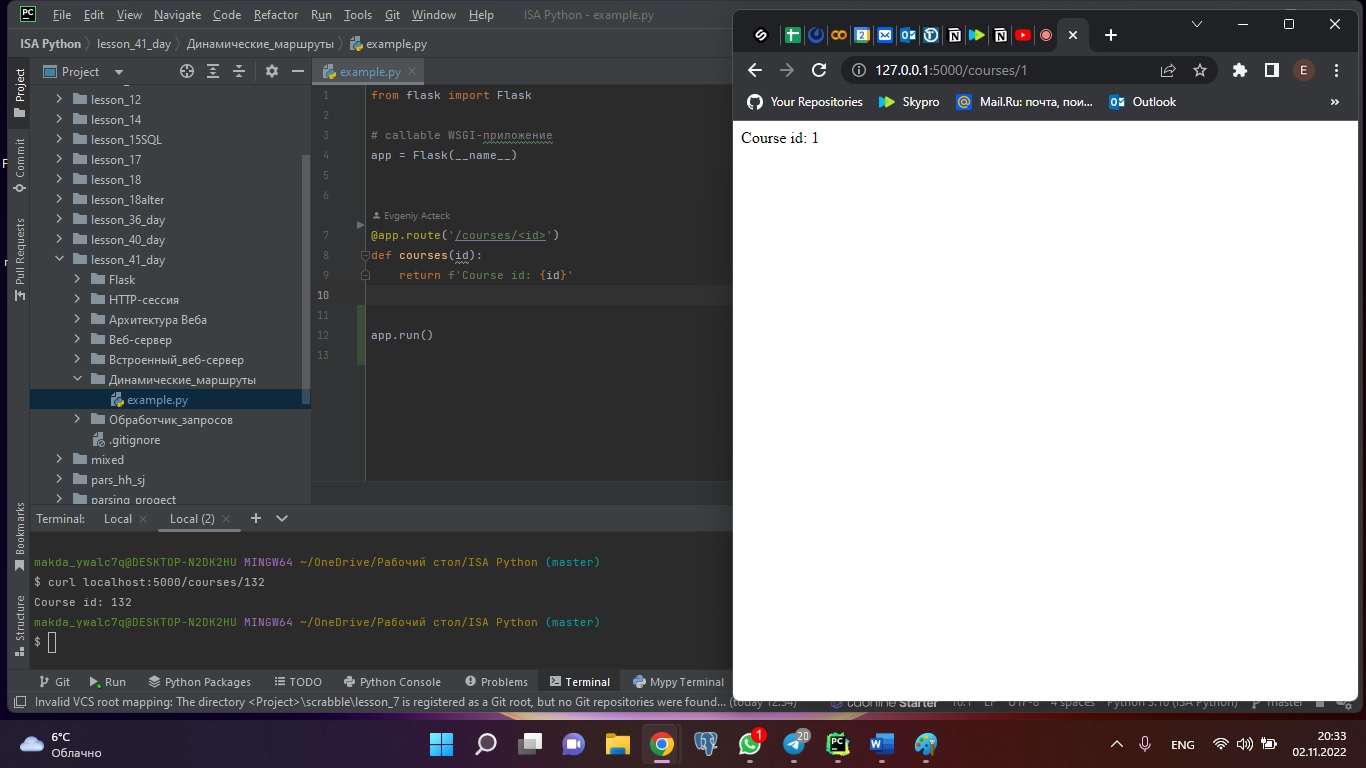 PC File Edit View Navigate Code Refactor Run Tools Git Window Help ISA Python - example.py
ISA Python lesson_41_day Динамические_маршруты example.py
Project
Commit
Pull Requests
Bookmarks
Structure
Project
lesson_12
lesson_14
lesson_15SQL
lesson_17
lesson_18
lesson_18alter
lesson_36_day
lesson_40_day
lesson_41_day
Flask
HTTP-сессия
Архитектура Веба
Веб-сервер
Встроенный_веб-сервер
Динамические_маршруты
example.py
Обработчик_запросов
.gitignore
mixed
pars_hh_sj
parsing_progect
example.py
1 from flask import Flask
2
3 # callable WSGI-приложение
4 app = Flask(__name__)
5
6
Evgeniy Acteck
7 @app.route('/courses/<id>')
8 def courses(id):
9 return f'Course id: {id}'
10
11
12 app.run()
13
127.0.0.1:5000/courses/1
E
Your Repositories Skypro Mail.Ru: почта, пои... Outlook »
Course id: 1
Terminal: Local Local (2)
makda_ywalc7q@DESKTOP-N2DK2HU MINGW64 ~/OneDrive/Рабочий стол/ISA Python (master)
$ curl localhost:5000/courses/132
Course id: 132
makda_ywalc7q@DESKTOP-N2DK2HU MINGW64 ~/OneDrive/Рабочий стол/ISA Python (master)
$
Git Run Python Packages TODO Python Console Problems Terminal Mypy Terminal
Invalid VCS root mapping: The directory <Project>\scrabble\lesson_7 is registered as a Git root, but no Git repositories were found... (today 12:34) Tabnine Starter 10:1 LF UTF-8 4 spaces Python 3.10 (ISA Python) master
6°C
Облачно
1
20
ENG
20:33
02.11.2022